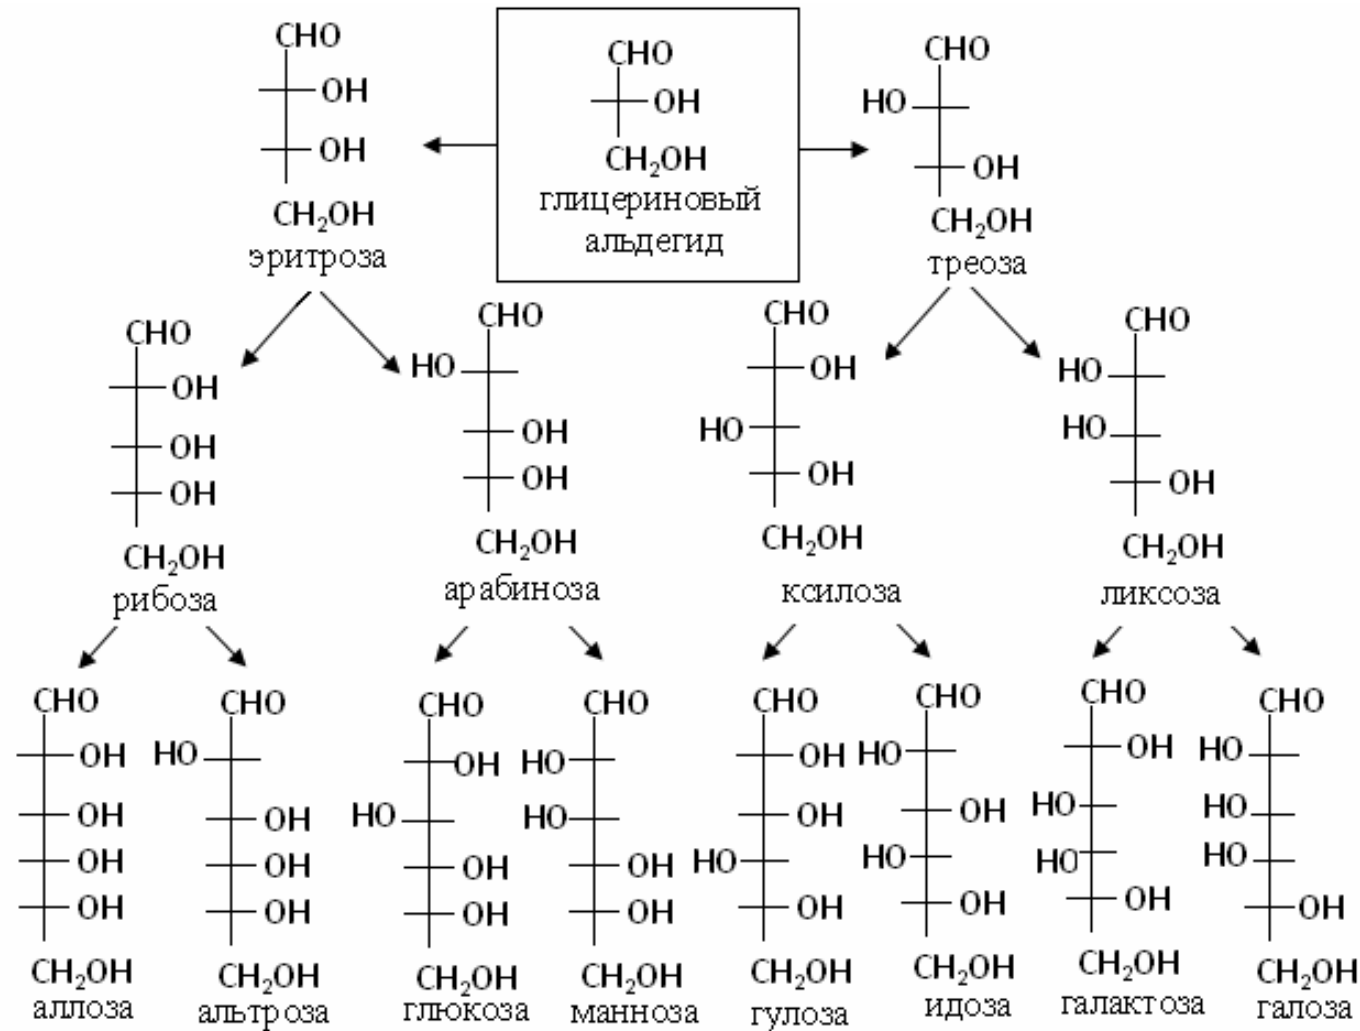 CHO
OH
OH
CH₂OH
эритроза
CHO
OH
CH₂OH
глицериновый
альдегид
CHO
HO
OH
CH₂OH
треоза
CHO
OH
OH
OH
CH₂OH
рибоза
CHO
HO
OH
OH
CH₂OH
арабиноза
CHO
OH
HO
OH
CH₂OH
ксилоза
CHO
HO
HO
OH
CH₂OH
ликсоза
CHO
OH
OH
OH
OH
CH₂OH
аллоза
CHO
HO
OH
OH
OH
CH₂OH
альтроза
CHO
OH
HO
OH
OH
CH₂OH
глюкоза
CHO
HO
HO
OH
OH
CH₂OH
манноза
CHO
OH
OH
HO
OH
CH₂OH
гулоза
CHO
HO
OH
HO
OH
CH₂OH
идоза
CHO
OH
HO
HO
OH
CH₂OH
галактоза
CHO
HO
HO
HO
OH
CH₂OH
галоза